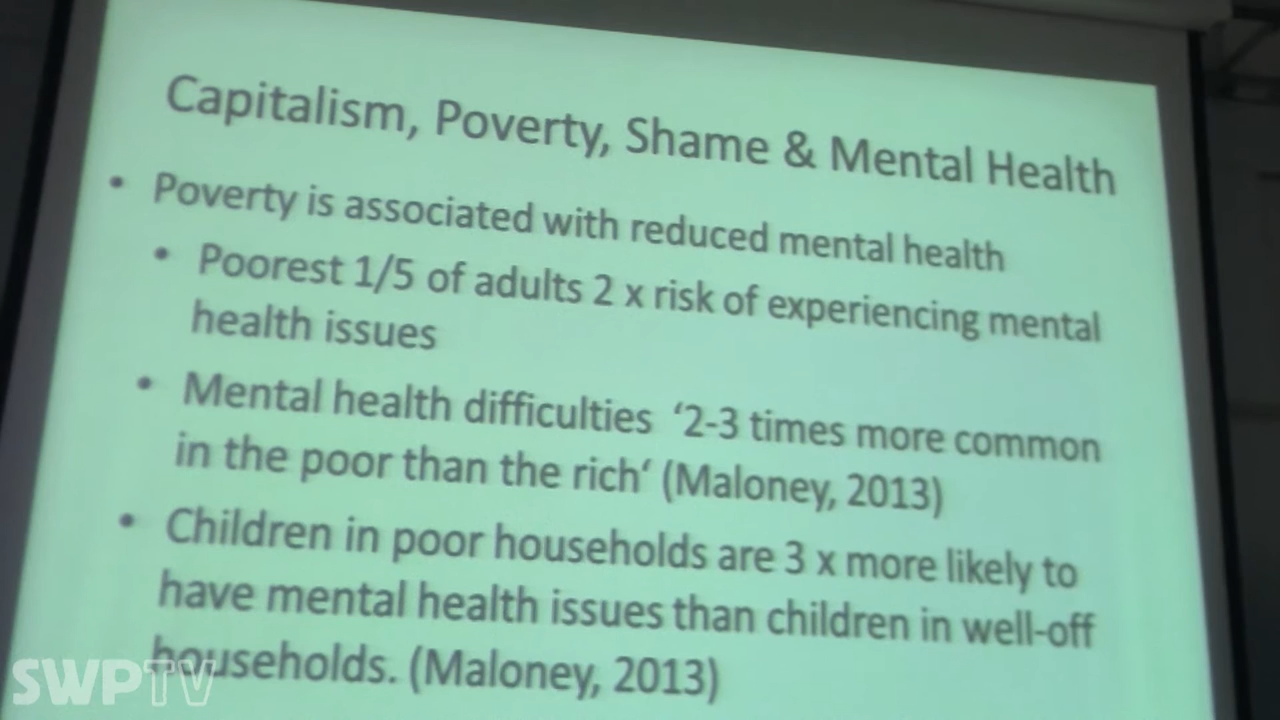 Capitalism, Poverty, Shame & Mental Health
• Poverty is associated with reduced mental health
• Poorest 1/5 of adults 2 x risk of experiencing mental
health issues
• Mental health difficulties ‘2-3 times more common
in the poor than the rich‘ (Maloney, 2013)
• Children in poor households are 3 x more likely to
have mental health issues than children in well-off
households. (Maloney, 2013)
SWPTV